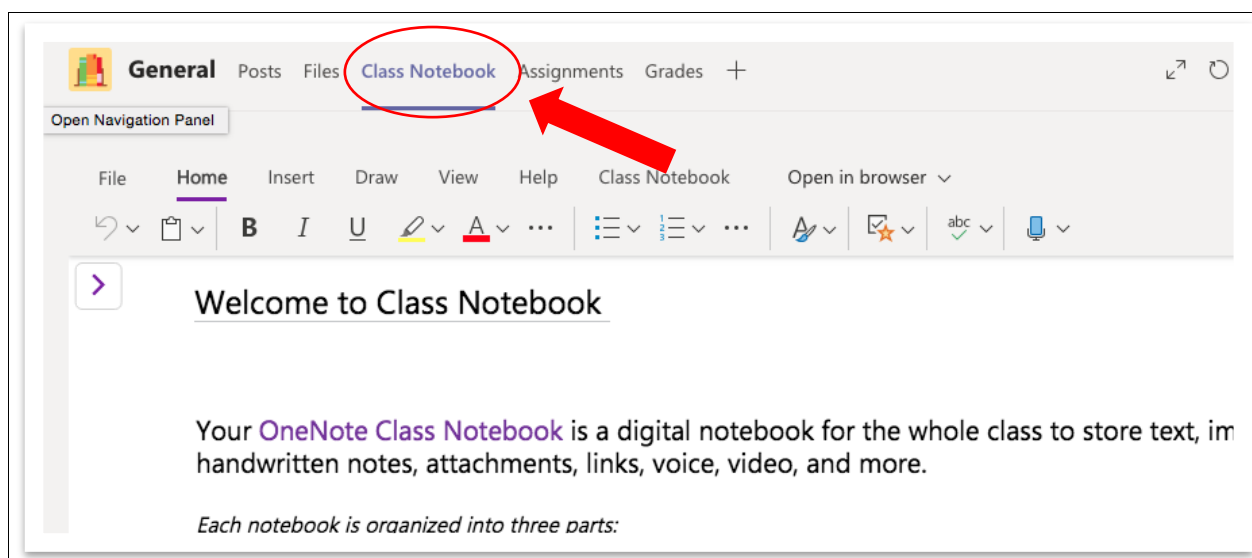 General Posts Files Class Notebook Assignments Grades
Open Navigation Panel
File Home Insert Draw View Help Class Notebook Open in browser
B I U A abc
Welcome to Class Notebook
Your OneNote Class Notebook is a digital notebook for the whole class to store text, im
handwritten notes, attachments, links, voice, video, and more.
Each notebook is organized into three parts: